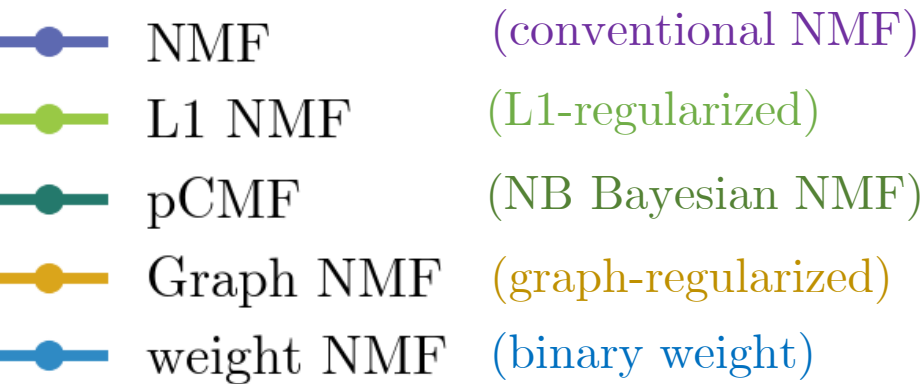 NMF (conventional NMF)
L1 NMF (L1-regularized)
pCMF (NB Bayesian NMF)
Graph NMF (graph-regularized)
weight NMF (binary weight)